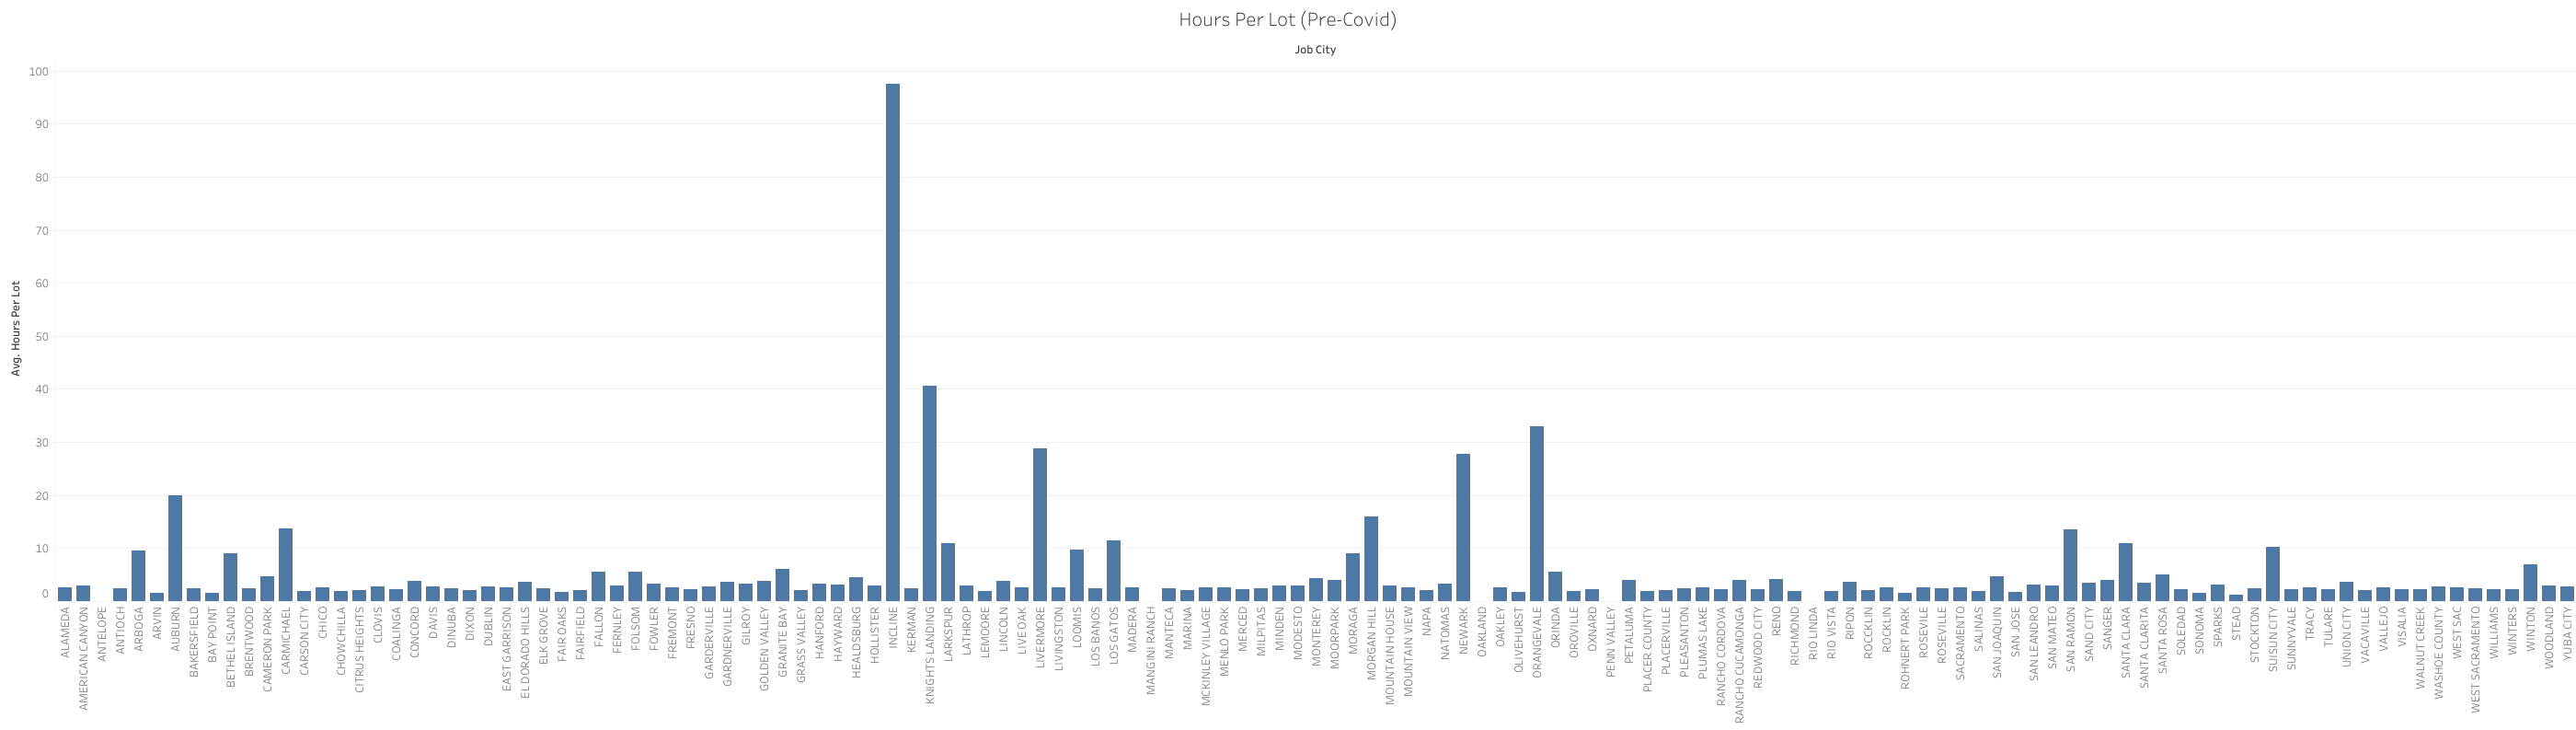 Hours Per Lot (Pre-Covid)
Job City
Avg. Hours Per Lot
100
90
80
70
60
50
40
30
20
10
0
ALAMEDA
AMERICAN CANYON
ANTELOPE
ANTIOCH
ARBOGA
ARVIN
AUBURN
BAKERSFIELD
BAY POINT
BETHEL ISLAND
BRENTWOOD
CAMERON PARK
CARMICHAEL
CARSON CITY
CHICO
CHOWCHILLA
CITRUS HEIGHTS
CLOVIS
COALINGA
CONCORD
DAVIS
DINUBA
DIXON
DUBLIN
EAST GARRISON
EL DORADO HILLS
ELK GROVE
FAIR OAKS
FAIRFIELD
FALLON
FERNLEY
FOLSOM
FOWLER
FREMONT
FRESNO
GARDERVILLE
GARDNERVILLE
GILROY
GOLDEN VALLEY
GRANITE BAY
GRASS VALLEY
HANFORD
HAYWARD
HEALDSBURG
HOLLISTER
INCLINE
KERMAN
KNIGHTS LANDING
LARKSPUR
LATHROP
LEMOORE
LINCOLN
LIVE OAK
LIVERMORE
LIVINGSTON
LOOMIS
LOS BANOS
LOS GATOS
MADERA
MANGINI RANCH
MANTECA
MARINA
MCKINLEY VILLAGE
MENLO PARK
MERCED
MILPITAS
MINDEN
MODESTO
MONTEREY
MOORPARK
MORAGA
MORGAN HILL
MOUNTAIN HOUSE
MOUNTAIN VIEW
NAPA
NATOMAS
NEWARK
OAKLAND
OAKLEY
OLIVEHURST
ORANGEVALE
ORINDA
OROVILLE
OXNARD
PENN VALLEY
PETALUMA
PLACER COUNTY
PLACERVILLE
PLEASANTON
PLUMAS LAKE
RANCHO CORDOVA
RANCHO CUCAMONGA
REDWOOD CITY
RENO
RICHMOND
RIO LINDA
RIO VISTA
RIPON
ROCCKLIN
ROCKLIN
ROHNERT PARK
ROSEVILE
ROSEVILLE
SACRAMENTO
SALINAS
SAN JOAQUIN
SAN JOSE
SAN LEANDRO
SAN MATEO
SAN RAMON
SAND CITY
SANGER
SANTA CLARA
SANTA CLARITA
SANTA ROSA
SOLEDAD
SONOMA
SPARKS
STEAD
STOCKTON
SUISUN CITY
SUNNYVALE
TRACY
TULARE
UNION CITY
VACAVILLE
VALLEJO
VISALIA
WALNUT CREEK
WASHOE COUNTY
WEST SAC
WEST SACRAMENTO
WILLIAMS
WINTERS
WINTON
WOODLAND
YUBA CITY